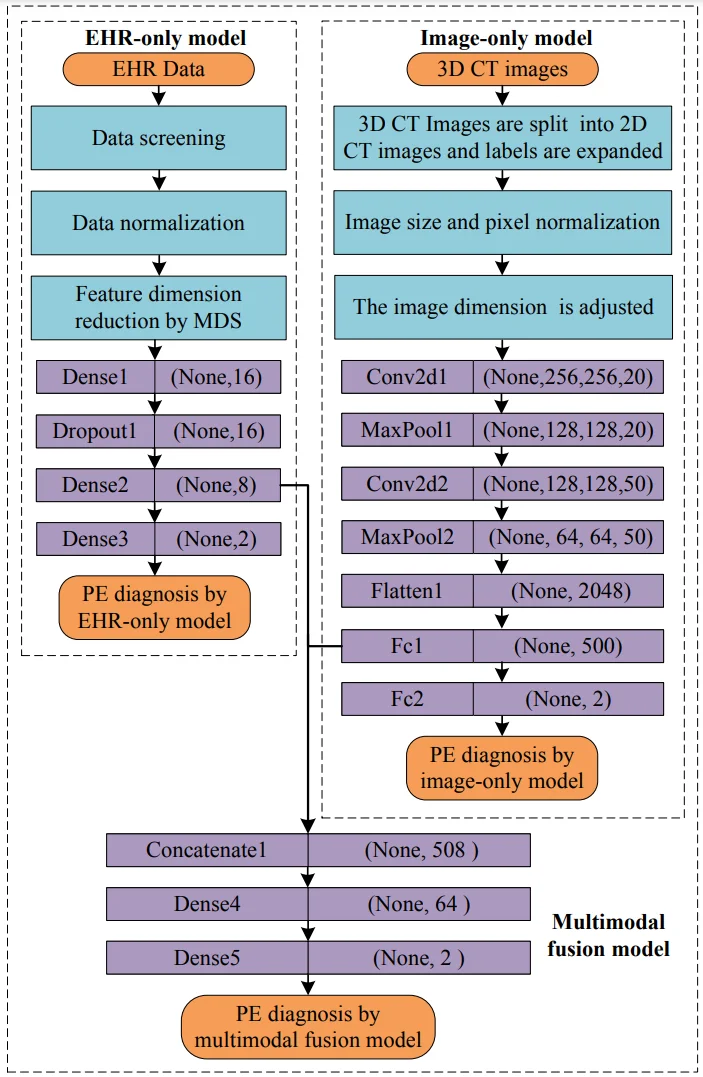 EHR-only model
EHR Data
Data screening
Data normalization
Feature dimension
reduction by MDS
Dense1 (None,16)
Dropout1 (None,16)
Dense2 (None,8)
Dense3 (None,2)
PE diagnosis by
EHR-only model
Image-only model
3D CT images
3D CT Images are split into 2D
CT images and labels are expanded
Image size and pixel normalization
The image dimension is adjusted
Conv2d1 (None,256,256,20)
MaxPool1 (None,128,128,20)
Conv2d2 (None,128,128,50)
MaxPool2 (None, 64, 64, 50)
Flatten1 (None, 2048)
Fc1 (None, 500)
Fc2 (None, 2)
PE diagnosis by
image-only model
Concatenate1 (None, 508 )
Dense4 (None, 64 )
Dense5 (None, 2 )
Multimodal
fusion model
PE diagnosis by
multimodal fusion model